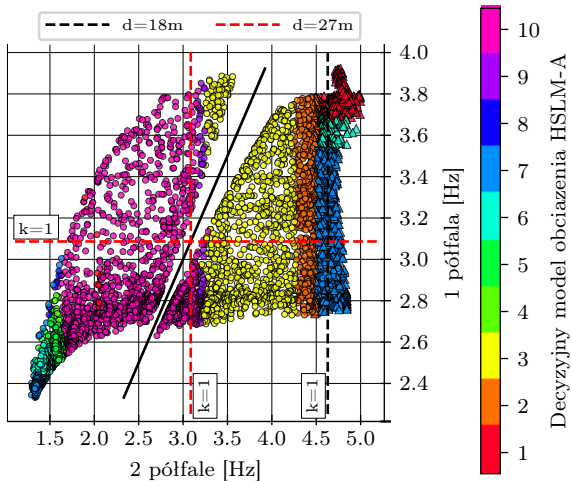 d=18m d=27m
4.0
3.8
3.6
3.4
3.2
3.0
2.8
2.6
2.4
1 półfala [Hz]
k=1
k=1
k=1
1.5 2.0 2.5 3.0 3.5 4.0 4.5 5.0
2 półfale [Hz]
10
9
8
7
6
5
4
3
2
1
Decyzyjny model obciazenia HSLM-A